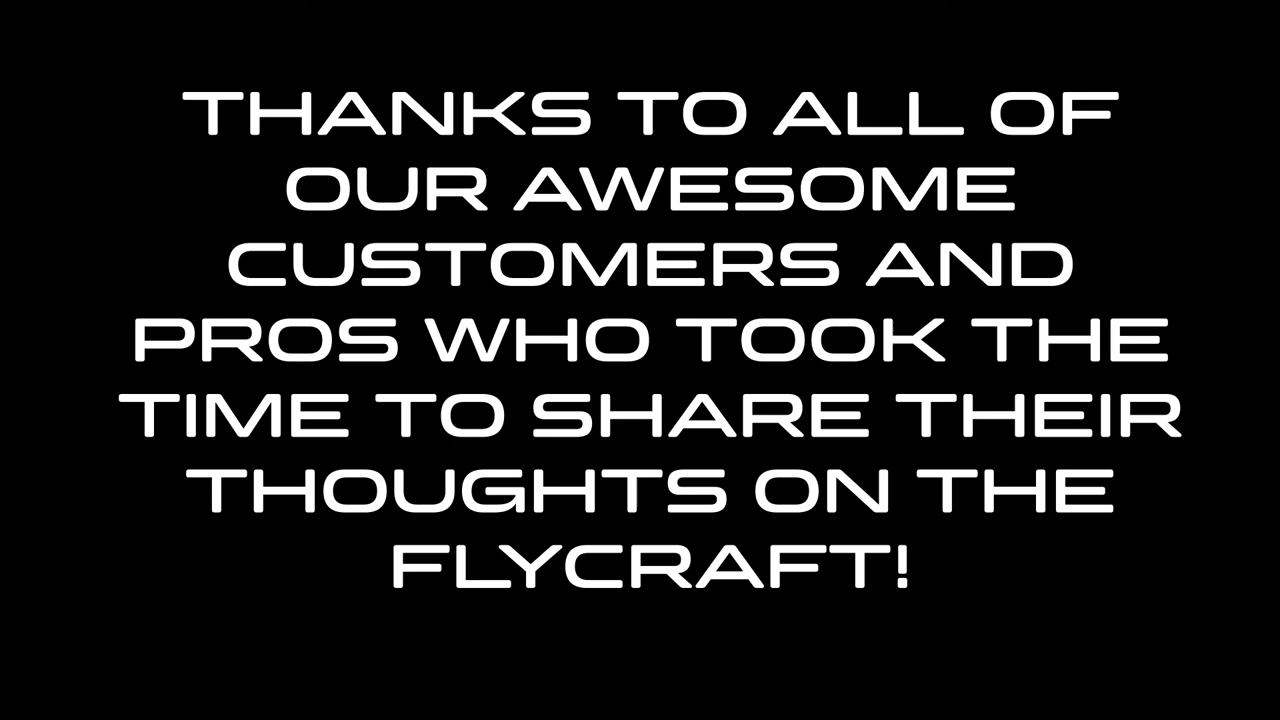 THANKS TO ALL OF
OUR AWESOME
CUSTOMERS AND
PROS WHO TOOK THE
TIME TO SHARE THEIR
THOUGHTS ON THE
FLYCRAFT!